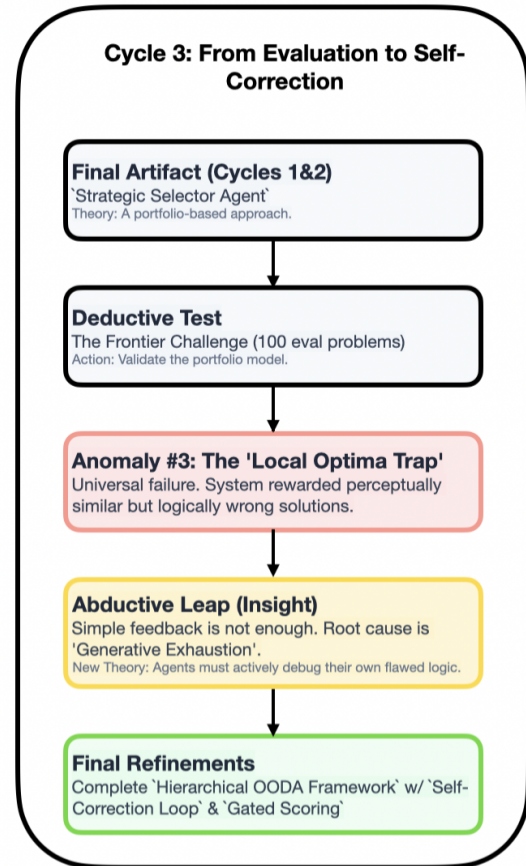 Cycle 3: From Evaluation to Self-
Correction
Final Artifact (Cycles 1&2)
`Strategic Selector Agent`
Theory: A portfolio-based approach.
Deductive Test
The Frontier Challenge (100 eval problems)
Action: Validate the portfolio model.
Anomaly #3: The 'Local Optima Trap'
Universal failure. System rewarded perceptually
similar but logically wrong solutions.
Abductive Leap (Insight)
Simple feedback is not enough. Root cause is
'Generative Exhaustion'.
New Theory: Agents must actively debug their own flawed logic.
Final Refinements
Complete `Hierarchical OODA Framework` w/ `Self-
Correction Loop` & `Gated Scoring`